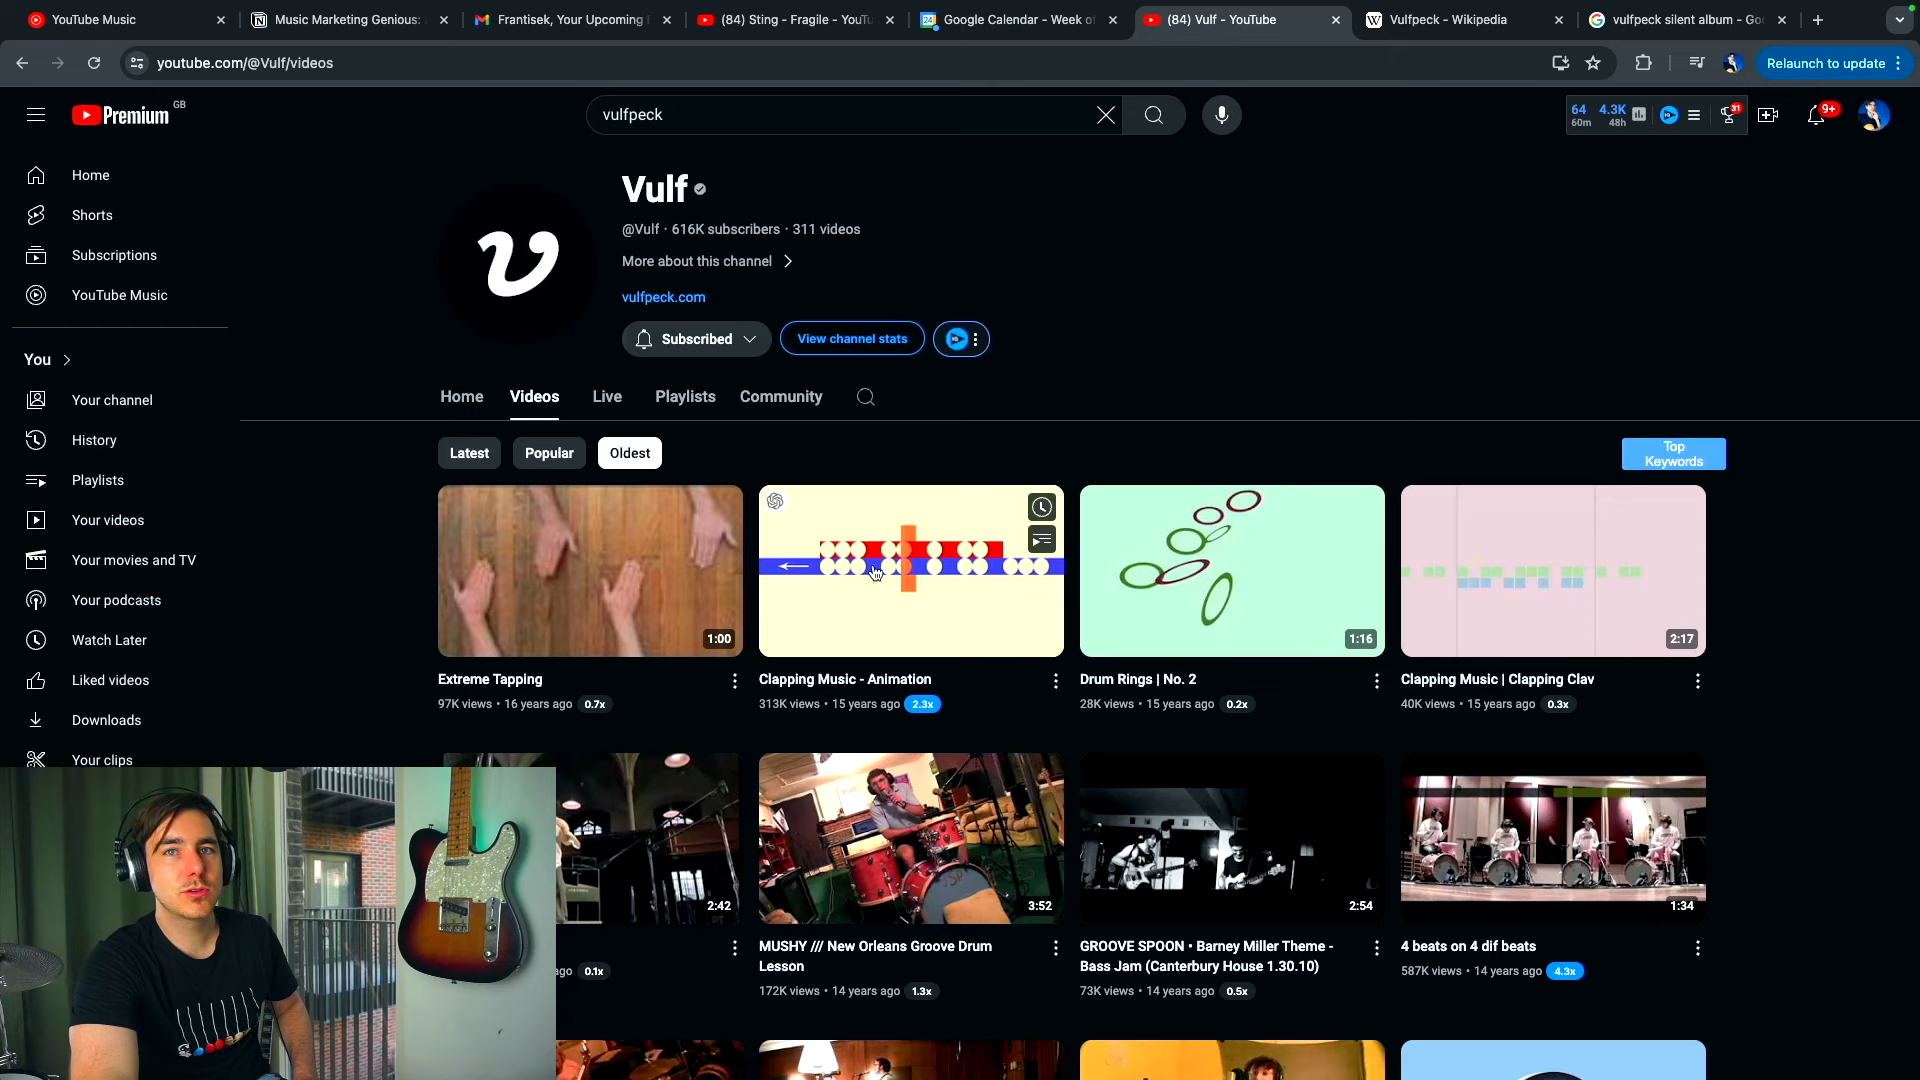 YouTube Music
Music Marketing Genious:
Frantisek, Your Upcoming
(84) Sting - Fragile - YouTu
Google Calendar - Week of
(84) Vulf - YouTube
Vulfpeck - Wikipedia
vulfpeck silent album - Goo
youtube.com/@Vulf/videos
Relaunch to update
Premium
GB
vulfpeck
64
60m
4.3K
48h
31
9+
Home
Shorts
Subscriptions
YouTube Music
You
Your channel
History
Playlists
Your videos
Your movies and TV
Your podcasts
Watch Later
Liked videos
Downloads
Your clips
Vulf
@Vulf · 616K subscribers · 311 videos
More about this channel
vulfpeck.com
Subscribed
View channel stats
Home
Videos
Live
Playlists
Community
Latest
Popular
Oldest
Top
Keywords
1:00
1:16
2:17
Extreme Tapping
97K views · 16 years ago 0.7x
Clapping Music - Animation
313K views · 15 years ago 2.3x
Drum Rings | No. 2
28K views · 15 years ago 0.2x
Clapping Music | Clapping Clav
40K views · 15 years ago 0.3x
2:42
3:52
2:54
1:34
ago 0.1x
MUSHY /// New Orleans Groove Drum
Lesson
172K views · 14 years ago 1.3x
GROOVE SPOON • Barney Miller Theme -
Bass Jam (Canterbury House 1.30.10)
73K views · 14 years ago 0.5x
4 beats on 4 dif beats
587K views · 14 years ago 4.3x